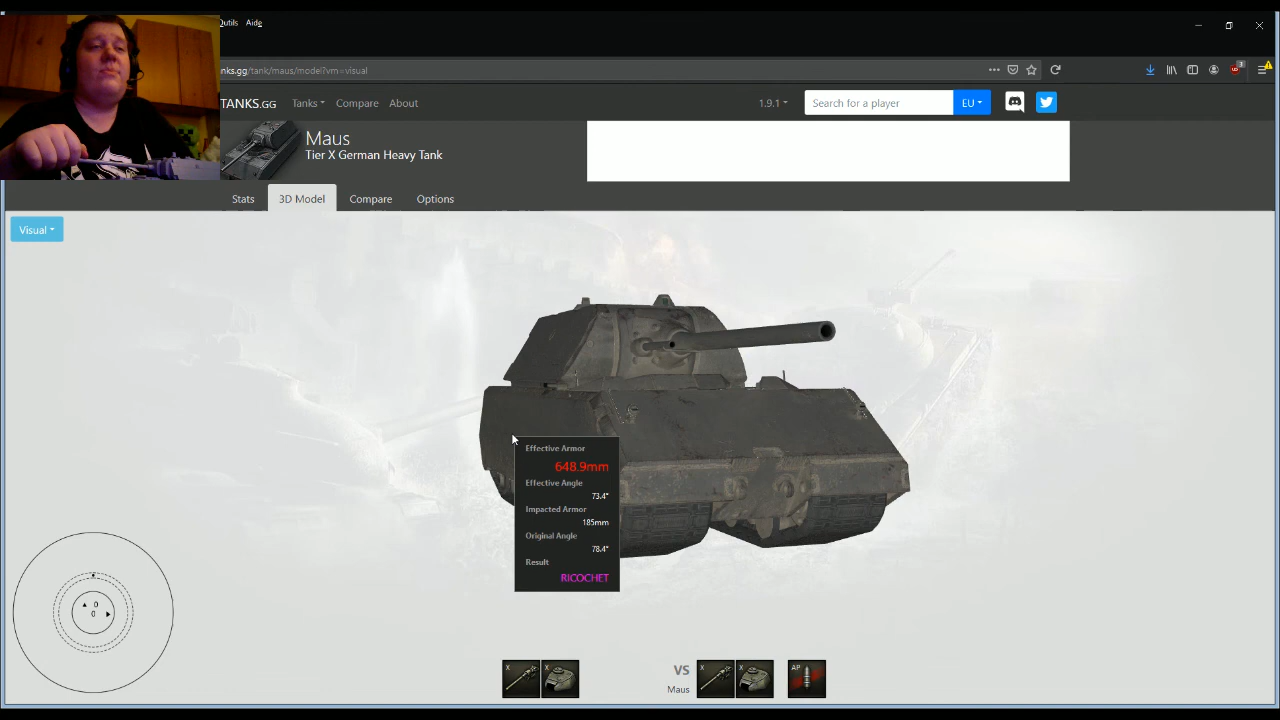 Outils Aide
nks.gg/tank/maus/model?vm=visual
TANKS.GG Tanks Compare About 1.9.1 Search for a player EU
Maus
Tier X German Heavy Tank
Stats 3D Model Compare Options
Visual
Effective Armor
648.9mm
Effective Angle
73.4°
Impacted Armor
185mm
Original Angle
78.4°
Result
RICOCHET
0
0
X X VS X X AP
Maus